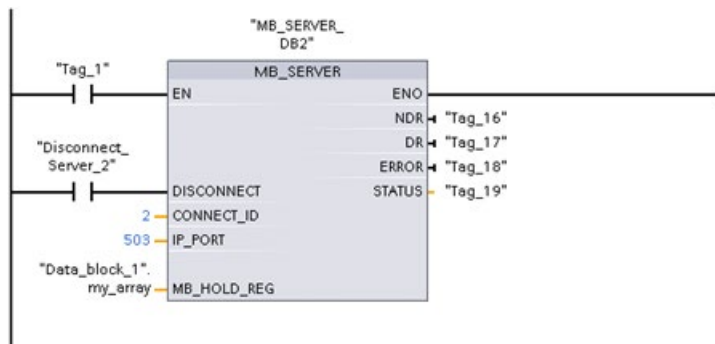 "MB_SERVER_
DB2"
"Tag_1"
MB_SERVER
EN
ENO
NDR
"Tag_16"
DR
"Tag_17"
"Disconnect_
Server_2"
ERROR
"Tag_18"
DISCONNECT
STATUS
"Tag_19"
2
CONNECT_ID
503
IP_PORT
"Data_block_1".
my_array
MB_HOLD_REG